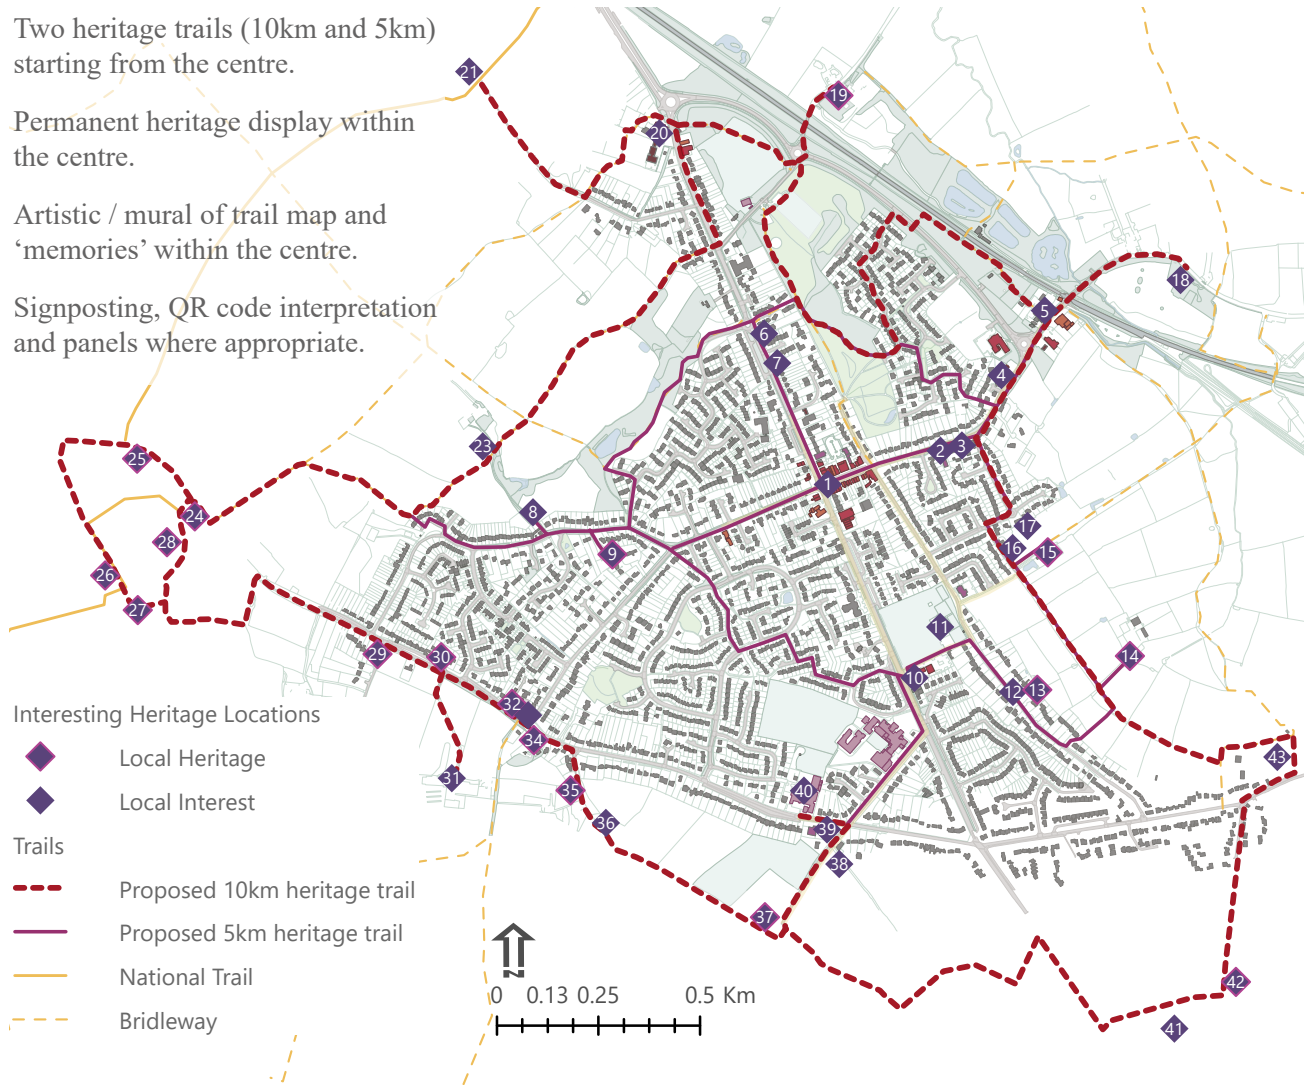 Two heritage trails (10km and 5km)
starting from the centre.
Permanent heritage display within
the centre.
Artistic / mural of trail map and
‘memories’ within the centre.
Signposting, QR code interpretation
and panels where appropriate.
21
19
20
18
5
6
7
4
23
2
3
25
1
24
8
17
28
9
16
15
26
27
11
29
30
14
10
12
13
32
34
43
31
35
40
36
39
38
37
42
41
Interesting Heritage Locations
Local Heritage
Local Interest
Trails
Proposed 10km heritage trail
Proposed 5km heritage trail
National Trail
Bridleway
N
0 0.13 0.25 0.5 Km